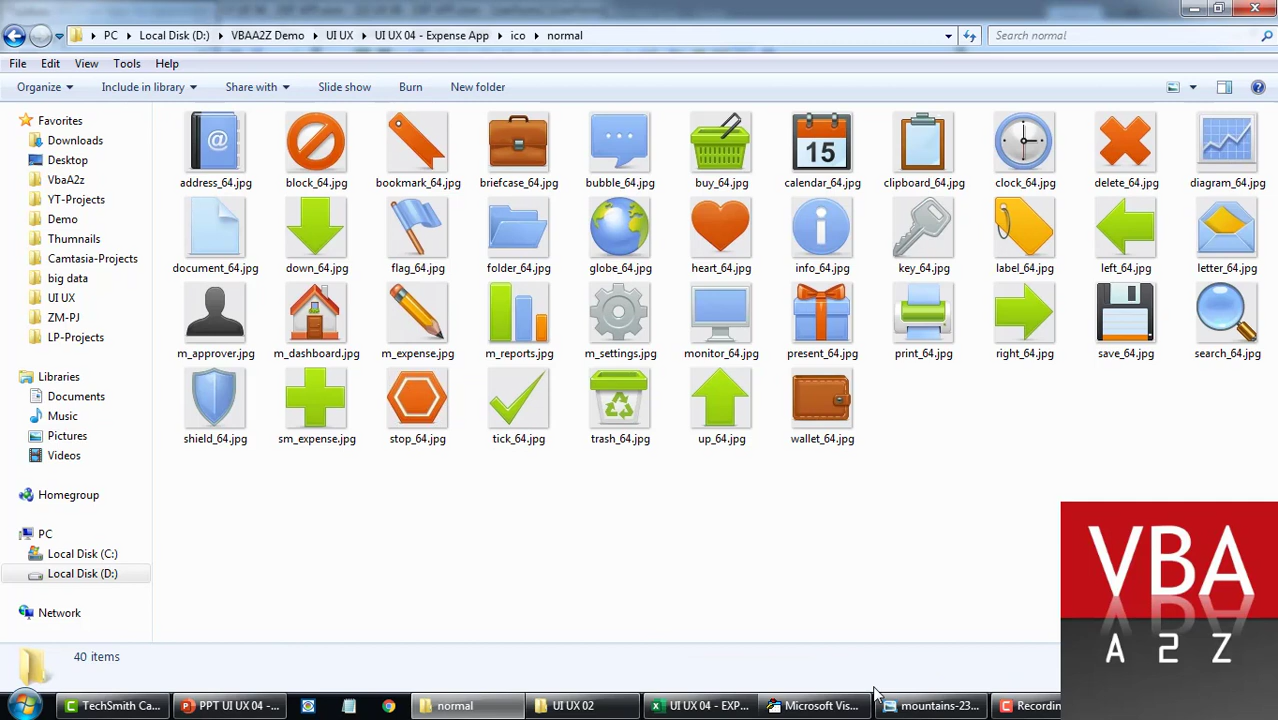 PC ▸ Local Disk (D:) ▸ VBAA2Z Demo ▸ UI UX ▸ UI UX 04 - Expense App ▸ ico ▸ normal
Search normal
File Edit View Tools Help
Organize Include in library Share with Slide show Burn New folder
Favorites
Downloads
Desktop
VbaA2z
YT-Projects
Demo
Thumnails
Camtasia-Projects
big data
UI UX
ZM-PJ
LP-Projects
Libraries
Documents
Music
Pictures
Videos
Homegroup
PC
Local Disk (C:)
Local Disk (D:)
Network
@
15
address_64.jpg block_64.jpg bookmark_64.jpg briefcase_64.jpg bubble_64.jpg buy_64.jpg calendar_64.jpg clipboard_64.jpg clock_64.jpg delete_64.jpg diagram_64.jpg
i
document_64.jpg down_64.jpg flag_64.jpg folder_64.jpg globe_64.jpg heart_64.jpg info_64.jpg key_64.jpg label_64.jpg left_64.jpg letter_64.jpg
m_approver.jpg m_dashboard.jpg m_expense.jpg m_reports.jpg m_settings.jpg monitor_64.jpg present_64.jpg print_64.jpg right_64.jpg save_64.jpg search_64.jpg
shield_64.jpg sm_expense.jpg stop_64.jpg tick_64.jpg trash_64.jpg up_64.jpg wallet_64.jpg
40 items
VBA
A 2 Z
TechSmith Ca... PPT UI UX 04 -... normal UI UX 02 UI UX 04 - EXP... Microsoft Vis... mountains-23... Recording